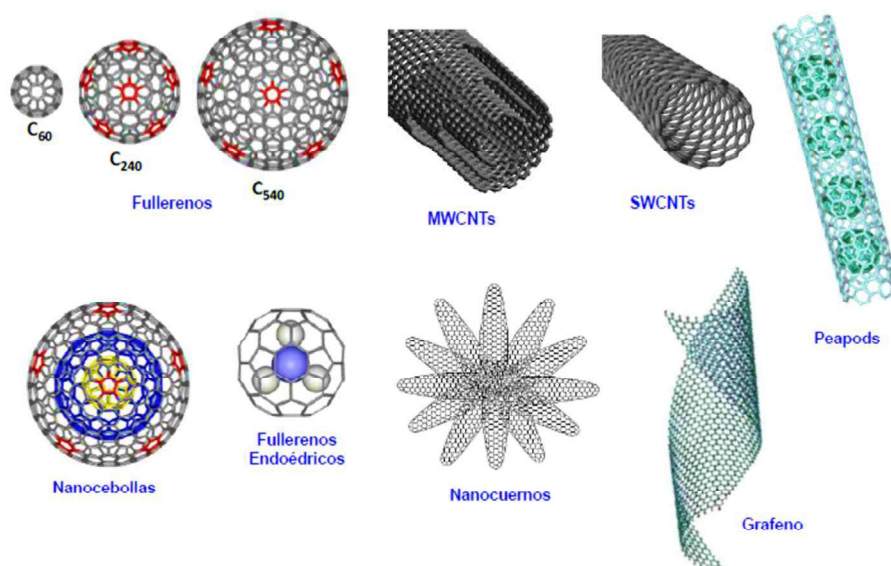 C60
C240
C540
Fullerenos
MWCNTs
SWCNTs
Peapods
Nanocebollas
Fullerenos
Endoédricos
Nanocuernos
Grafeno